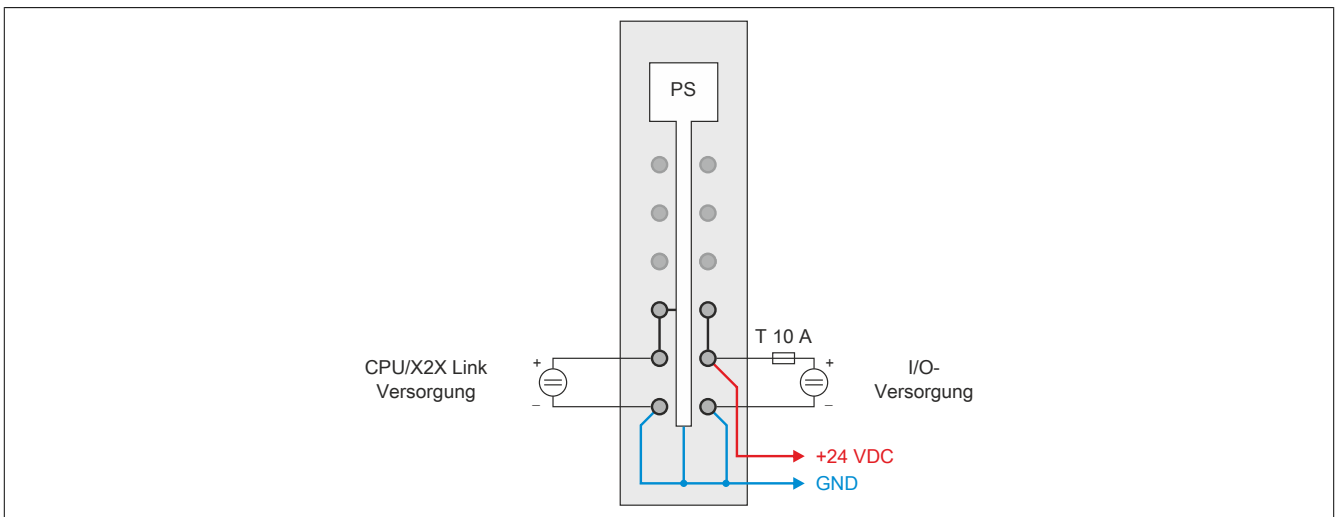 PS
T 10 A
CPU/X2X Link
Versorgung
+
–
+
–
I/O-
Versorgung
+24 VDC
GND